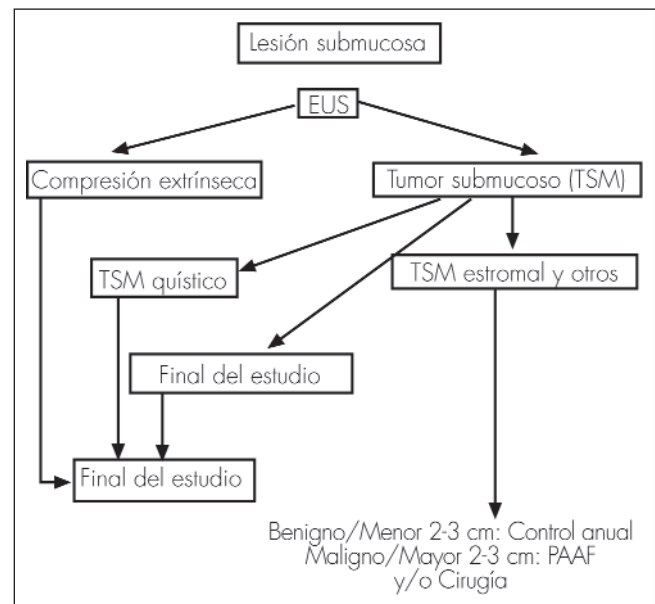 Lesión submucosa
EUS
Compresión extrínseca
Tumor submucoso (TSM)
TSM quístico
TSM estromal y otros
Final del estudio
Final del estudio
Benigno/Menor 2-3 cm: Control anual
Maligno/Mayor 2-3 cm: PAAF
y/o Cirugía